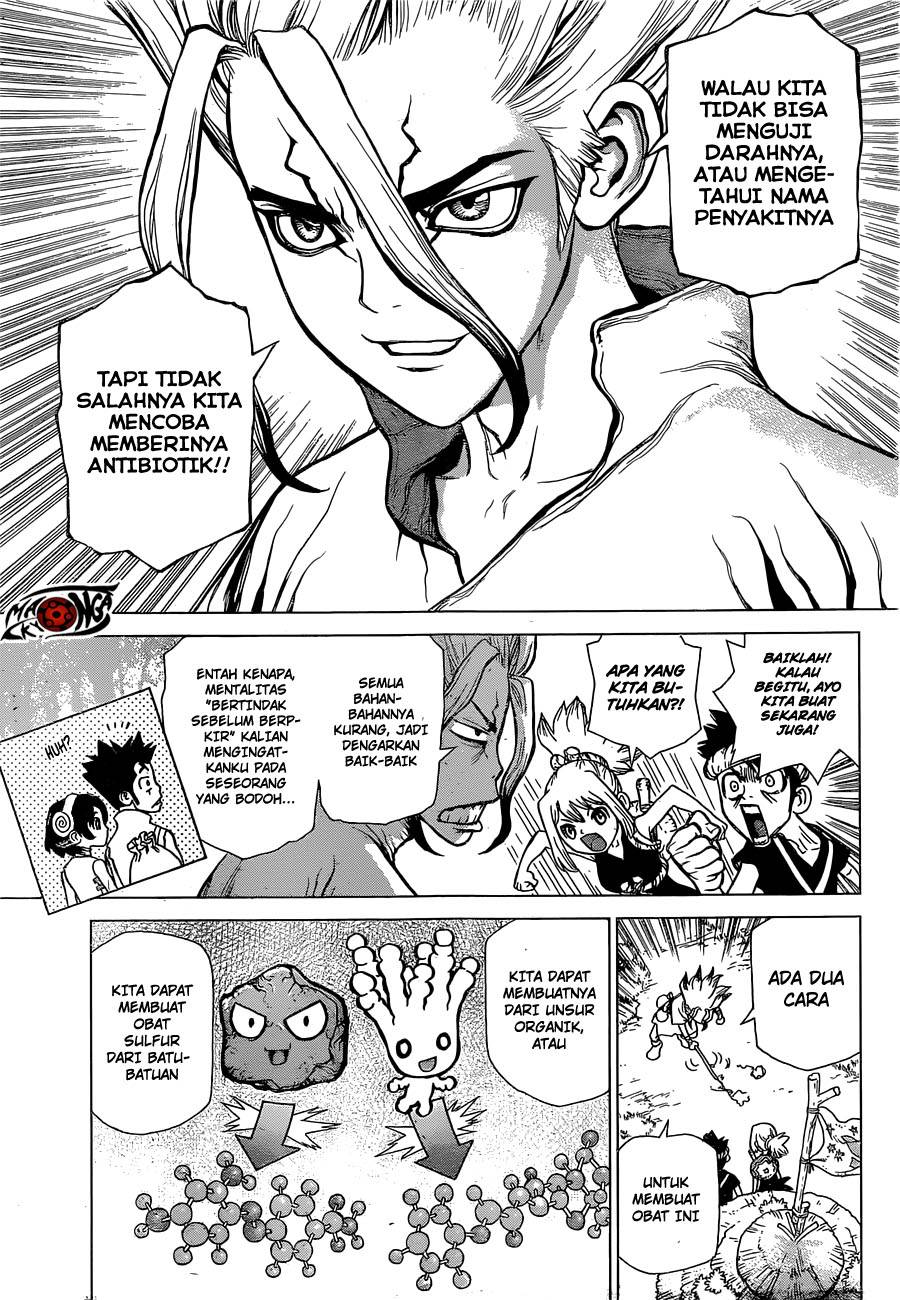 WALAU KITA
TIDAK BISA
MENGUJI
DARAHNYA,
ATAU MENGE-
TAHUI NAMA
PENYAKITNYA
TAPI TIDAK
SALAHNYA KITA
MENCOBA
MEMBERINYA
ANTIBIOTIK!!
MA
KY
NGA
BAIKLAH!
KALAU
BEGITU, AYO
KITA BUAT
SEKARANG
JUGA!
APA YANG
KITA BU-
TUHKAN?!
SEMUA
BAHAN-
BAHANNYA
KURANG, JADI
DENGARKAN
BAIK-BAIK
ENTAH KENAPA,
MENTALITAS
"BERTINDAK
SEBELUM BERP-
KIR" KALIAN
MENGINGAT-
KANKU PADA
SESEORANG
YANG BODOH...
HUH?
ADA DUA
CARA
UNTUK
MEMBUAT
OBAT INI
KITA DAPAT
MEMBUATNYA
DARI UNSUR
ORGANIK,
ATAU
KITA DAPAT
MEMBUAT
OBAT
SULFUR
DARI BATU-
BATUAN